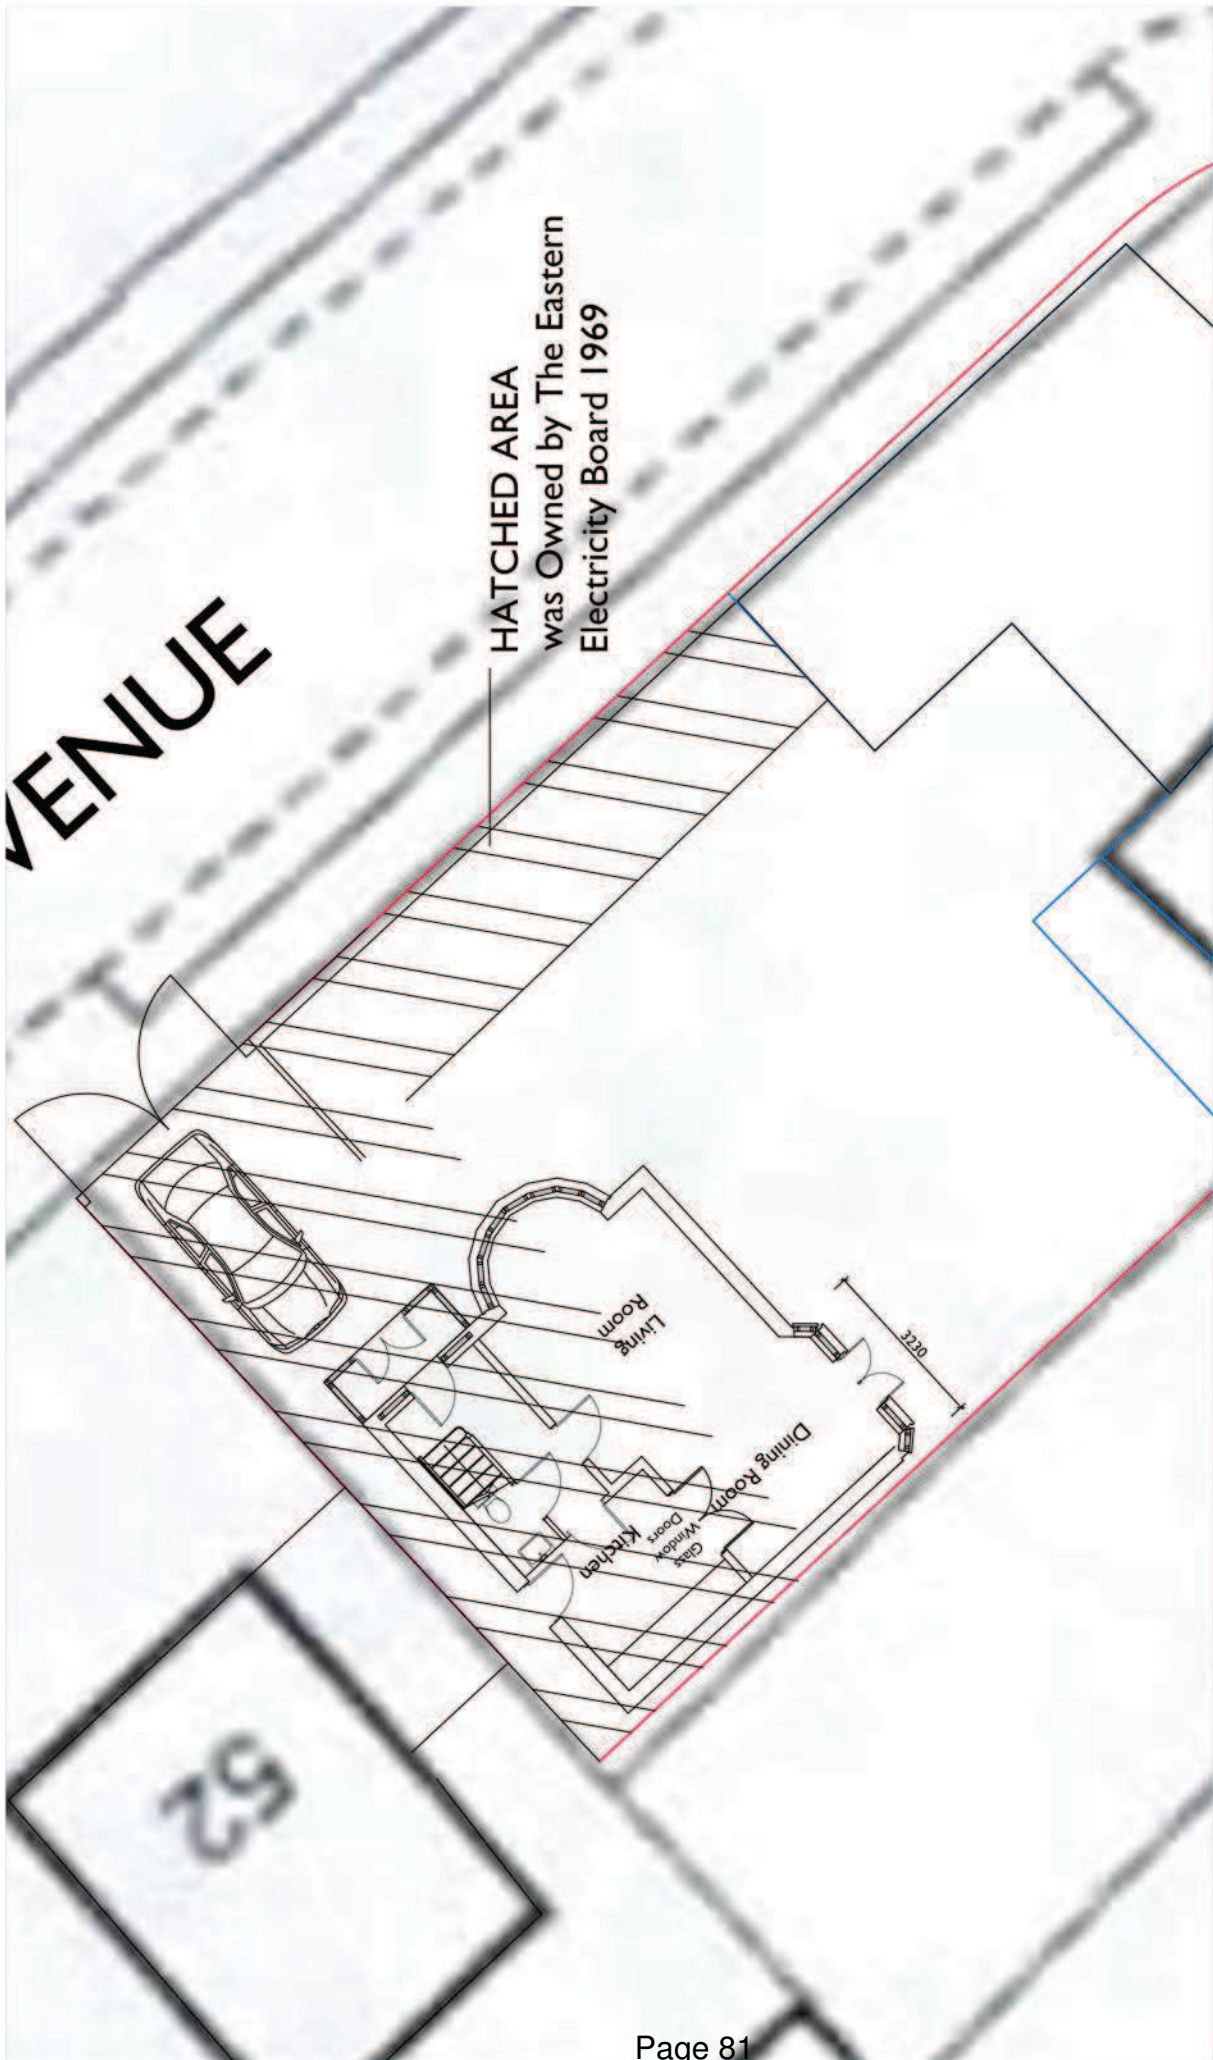 VENUE
HATCHED AREA
was Owned by The Eastern
Electricity Board 1969
Living
Room
3230
Dining Room
Kitchen
Glass
Window
Doors
52
Page 81